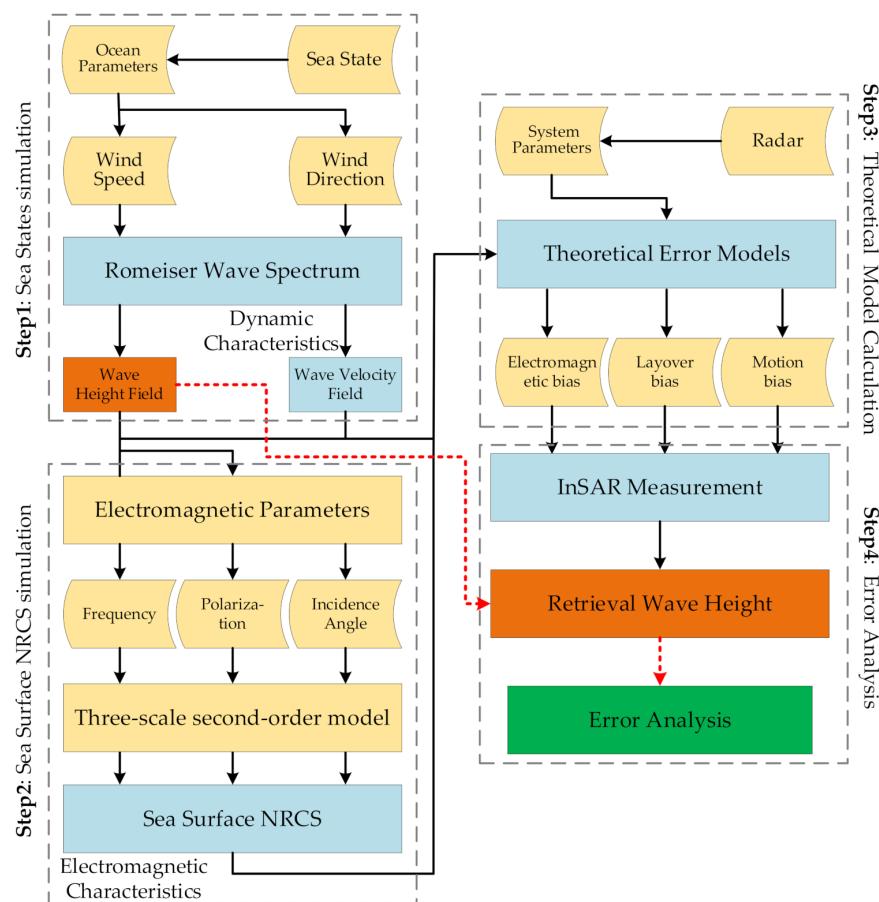 Step1: Sea States simulation
Ocean
Parameters
Sea State
Wind
Speed
Wind
Direction
Romeiser Wave Spectrum
Dynamic
Characteristics
Wave
Height Field
Wave Velocity
Field
Step2: Sea Surface NRCS simulation
Electromagnetic Parameters
Frequency
Polariza-
tion
Incidence
Angle
Three-scale second-order model
Sea Surface NRCS
Electromagnetic
Characteristics
Step3: Theoretical Model Calculation
System
Parameters
Radar
Theoretical Error Models
Electromagn
etic bias
Layover
bias
Motion
bias
Step4: Error Analysis
InSAR Measurement
Retrieval Wave Height
Error Analysis